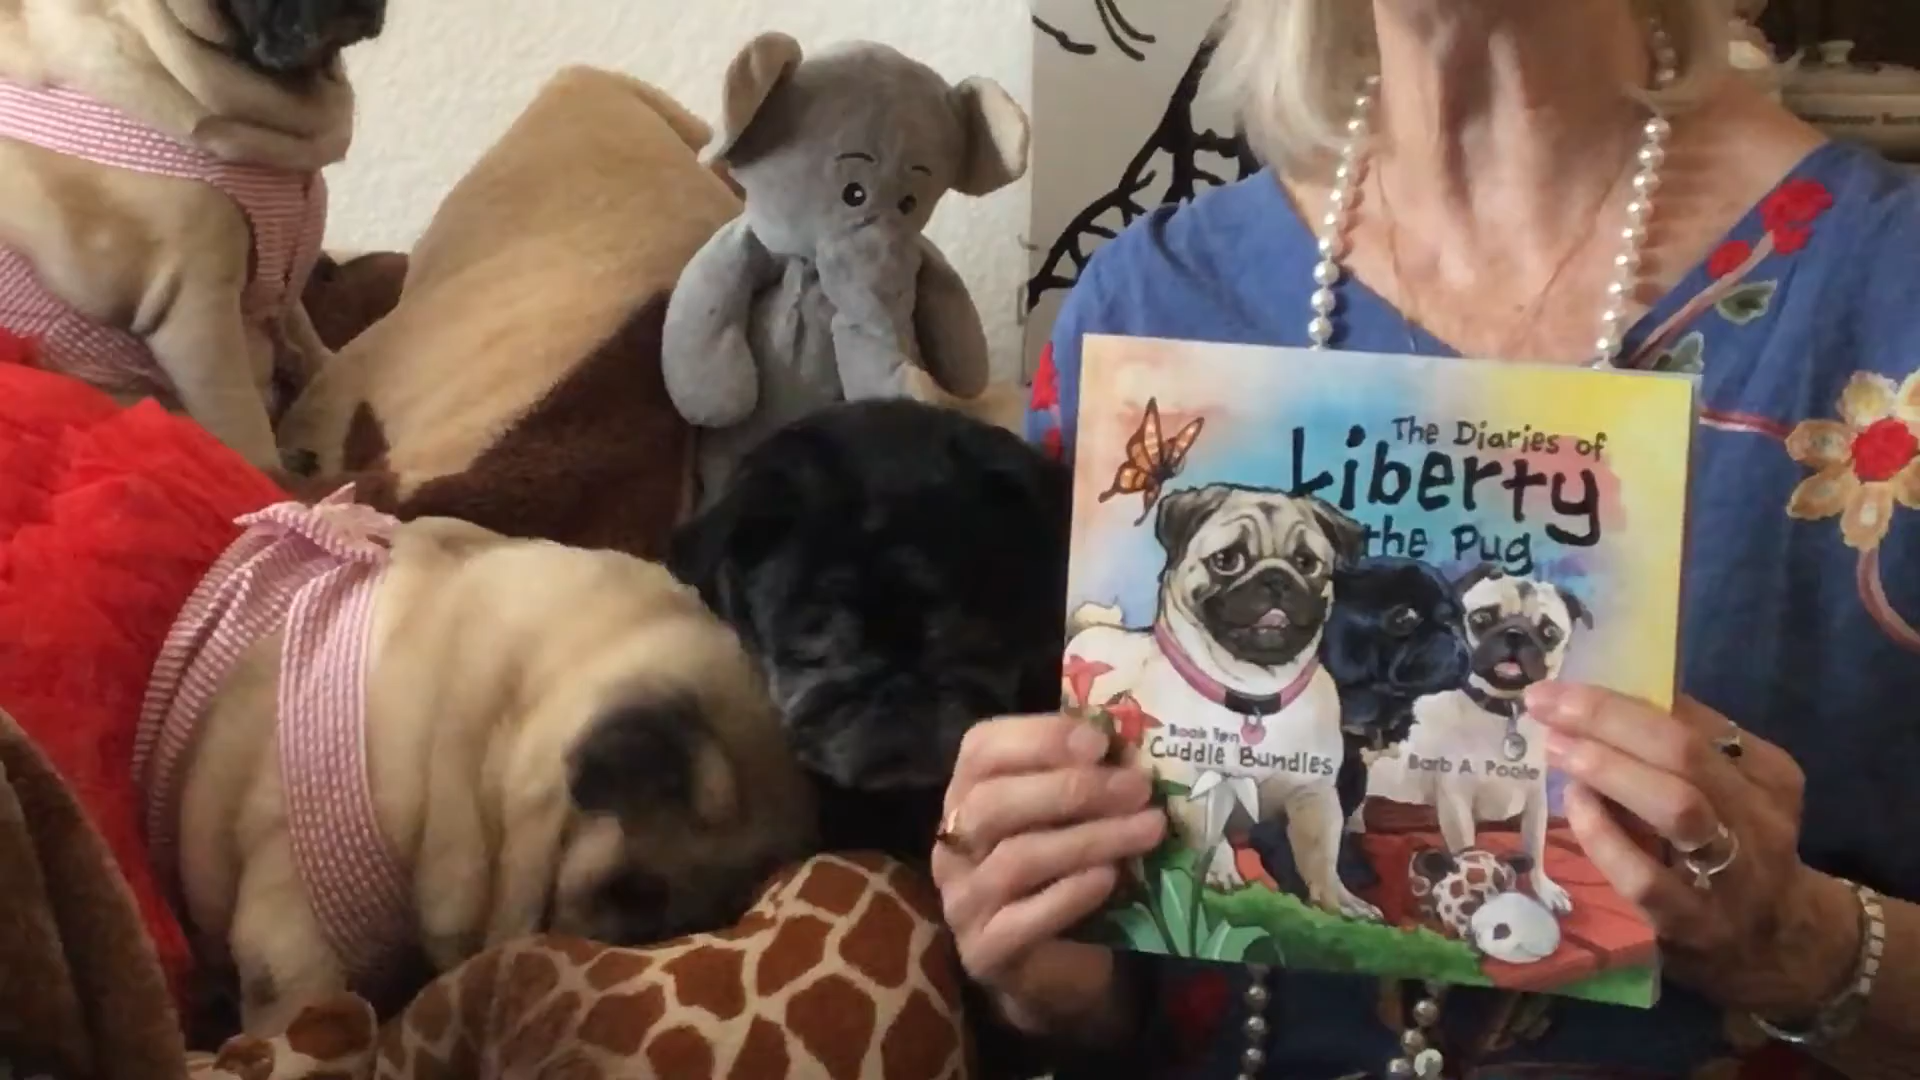 The Diaries of
Liberty
the Pug
Book Ten
Cuddle Bundles
Barb A. Poole